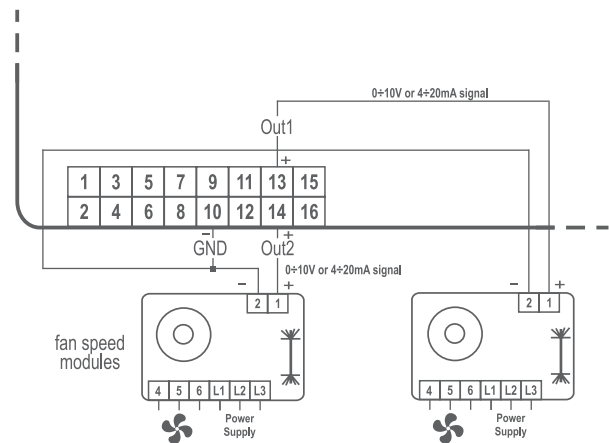 0÷10V or 4÷20mA signal
Out1
+
1 3 5 7 9 11 13 15
2 4 6 8 10 12 14 16
− +
GND Out2
0÷10V or 4÷20mA signal
− +
2 1
− +
2 1
fan speed
modules
4 5 6 L1 L2 L3
Power
Supply
4 5 6 L1 L2 L3
Power
Supply